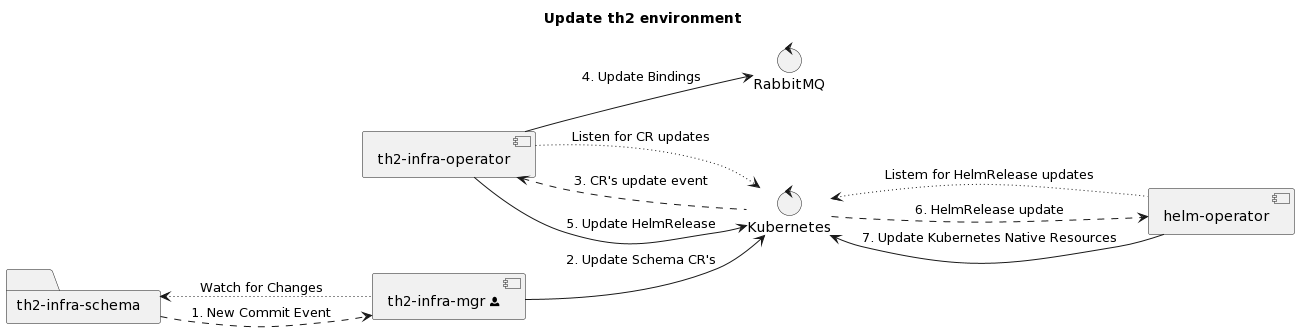 Update th2 environment
RabbitMQ
4. Update Bindings
th2-infra-operator
Listen for CR updates
3. CR's update event
5. Update HelmRelease
Kubernetes
2. Update Schema CR's
Listem for HelmRelease updates
6. HelmRelease update
7. Update Kubernetes Native Resources
helm-operator
th2-infra-schema
Watch for Changes
1. New Commit Event
th2-infra-mgr